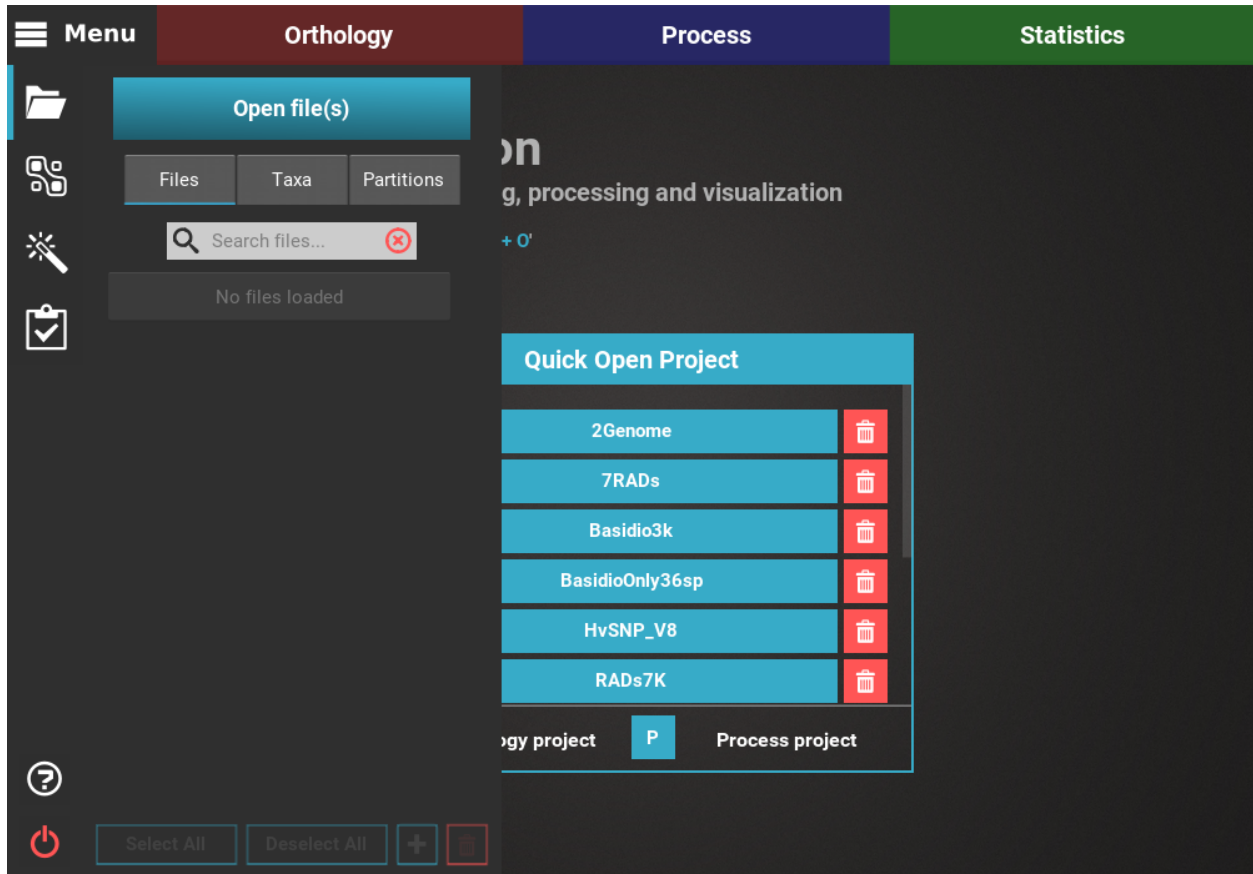 Menu
Orthology
Process
Statistics
Open file(s)
Files
Taxa
Partitions
Search files...
No files loaded
on
g, processing and visualization
+ O'
Quick Open Project
2Genome
7RADs
Basidio3k
BasidioOnly36sp
HvSNP_V8
RADs7K
ogy project
P
Process project
?
Select All
Deselect All